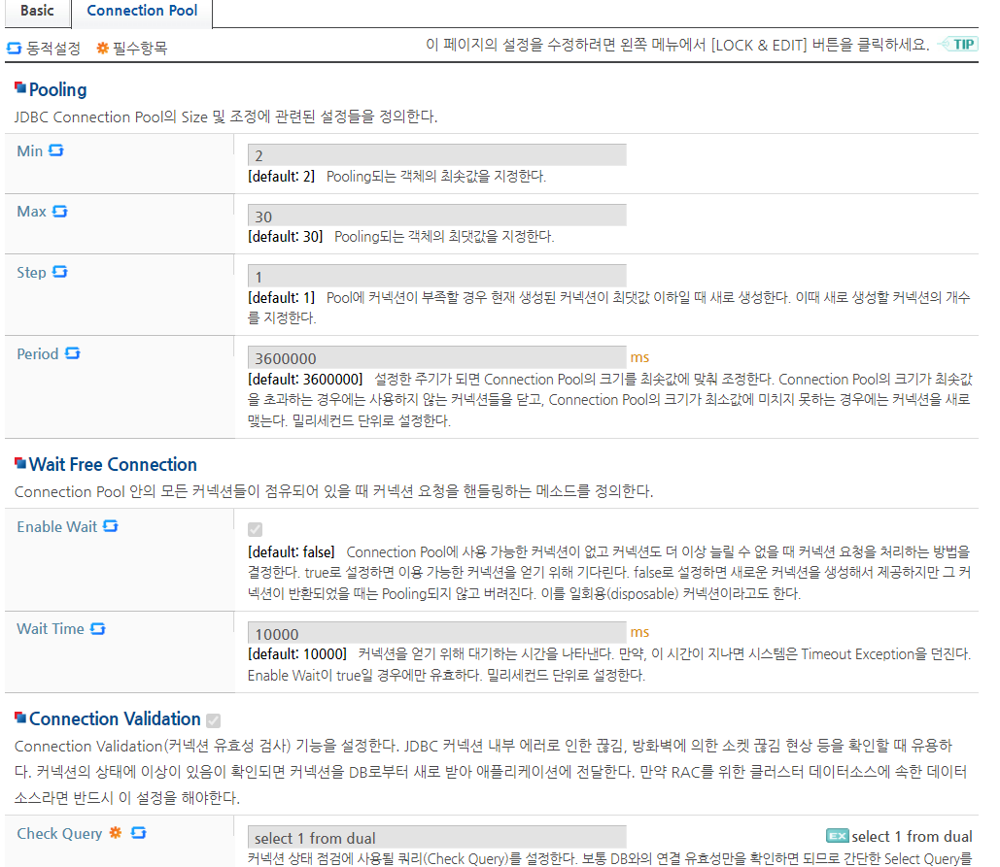 Basic Connection Pool
동적설정 필수항목 이 페이지의 설정을 수정하려면 왼쪽 메뉴에서 [LOCK & EDIT] 버튼을 클릭하세요. TIP
Pooling
JDBC Connection Pool의 Size 및 조정에 관련된 설정들을 정의한다.
Min 2
[default: 2] Pooling되는 객체의 최솟값을 지정한다.
Max 30
[default: 30] Pooling되는 객체의 최댓값을 지정한다.
Step 1
[default: 1] Pool에 커넥션이 부족할 경우 현재 생성된 커넥션이 최댓값 이하일 때 새로 생성한다. 이때 새로 생성할 커넥션의 개수
를 지정한다.
Period 3600000 ms
[default: 3600000] 설정한 주기가 되면 Connection Pool의 크기를 최솟값에 맞춰 조정한다. Connection Pool의 크기가 최솟값
을 초과하는 경우에는 사용하지 않는 커넥션들을 닫고, Connection Pool의 크기가 최소값에 미치지 못하는 경우에는 커넥션을 새로
맺는다. 밀리세컨드 단위로 설정한다.
Wait Free Connection
Connection Pool 안의 모든 커넥션들이 점유되어 있을 때 커넥션 요청을 핸들링하는 메소드를 정의한다.
Enable Wait
[default: false] Connection Pool에 사용 가능한 커넥션이 없고 커넥션도 더 이상 늘릴 수 없을 때 커넥션 요청을 처리하는 방법을
결정한다. true로 설정하면 이용 가능한 커넥션을 얻기 위해 기다린다. false로 설정하면 새로운 커넥션을 생성해서 제공하지만 그 커
넥션이 반환되었을 때는 Pooling되지 않고 버려진다. 이를 일회용(disposable) 커넥션이라고도 한다.
Wait Time 10000 ms
[default: 10000] 커넥션을 얻기 위해 대기하는 시간을 나타낸다. 만약, 이 시간이 지나면 시스템은 Timeout Exception을 던진다.
Enable Wait이 true일 경우에만 유효하다. 밀리세컨드 단위로 설정한다.
Connection Validation
Connection Validation(커넥션 유효성 검사) 기능을 설정한다. JDBC 커넥션 내부 에러로 인한 끊김, 방화벽에 의한 소켓 끊김 현상 등을 확인할 때 유용하
다. 커넥션의 상태에 이상이 있음이 확인되면 커넥션을 DB로부터 새로 받아 애플리케이션에 전달한다. 만약 RAC를 위한 클러스터 데이터소스에 속한 데이터
소스라면 반드시 이 설정을 해야한다.
Check Query select 1 from dual EX select 1 from dual
커넥션 상태 점검에 사용될 쿼리(Check Query)를 설정한다. 보통 DB와의 연결 유효성만을 확인하면 되므로 간단한 Select Query를